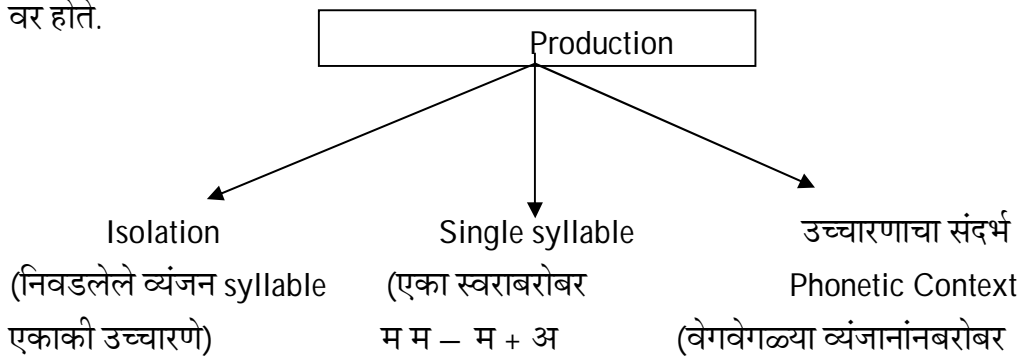 वर होते.
Production
Isolation Single syllable उच्चारणाचा संदर्भ
(निवडलेले व्यंजन syllable (एका स्वराबरोबर Phonetic Context
एकाकी उच्चारणे) म म – म + अ (वेगवेगळ्या व्यंजानांनबरोबर